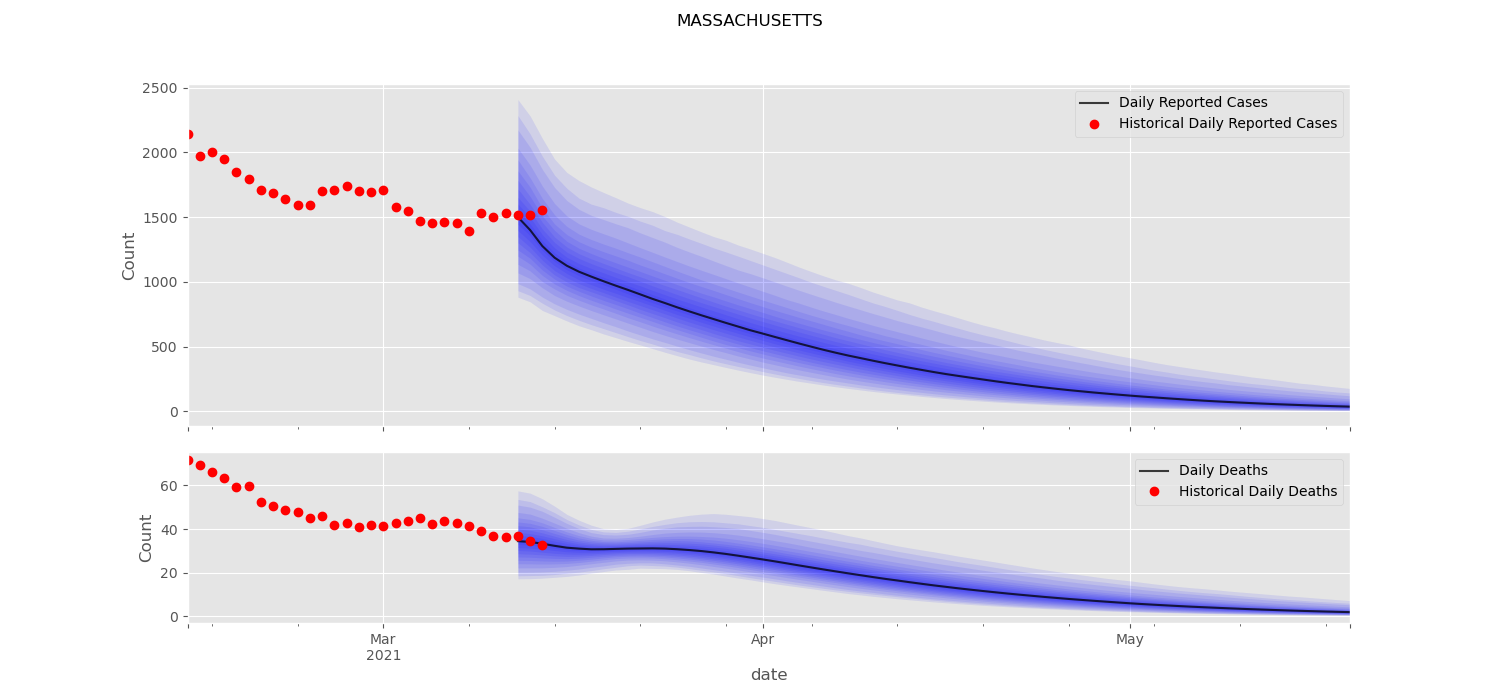 MASSACHUSETTS
2500
2000
1500
1000
500
0
Count
Daily Reported Cases
Historical Daily Reported Cases
60
40
20
0
Count
Daily Deaths
Historical Daily Deaths
Mar
2021
Apr
May
date